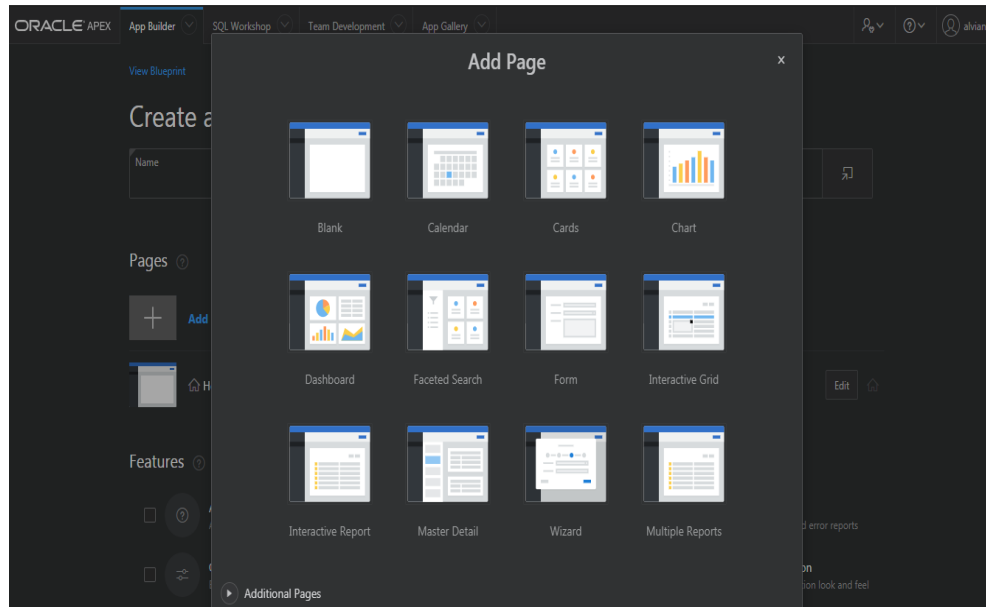 ORACLE APEX App Builder SQL Workshop Team Development App Gallery alvian
View Blueprint
Add Page x
Create a
Name
Blank Calendar Cards Chart
Pages ?
Add
Dashboard Faceted Search Form Interactive Grid
H Edit
Features ?
Interactive Report Master Detail Wizard Multiple Reports
d error reports
on
ion look and feel
Additional Pages